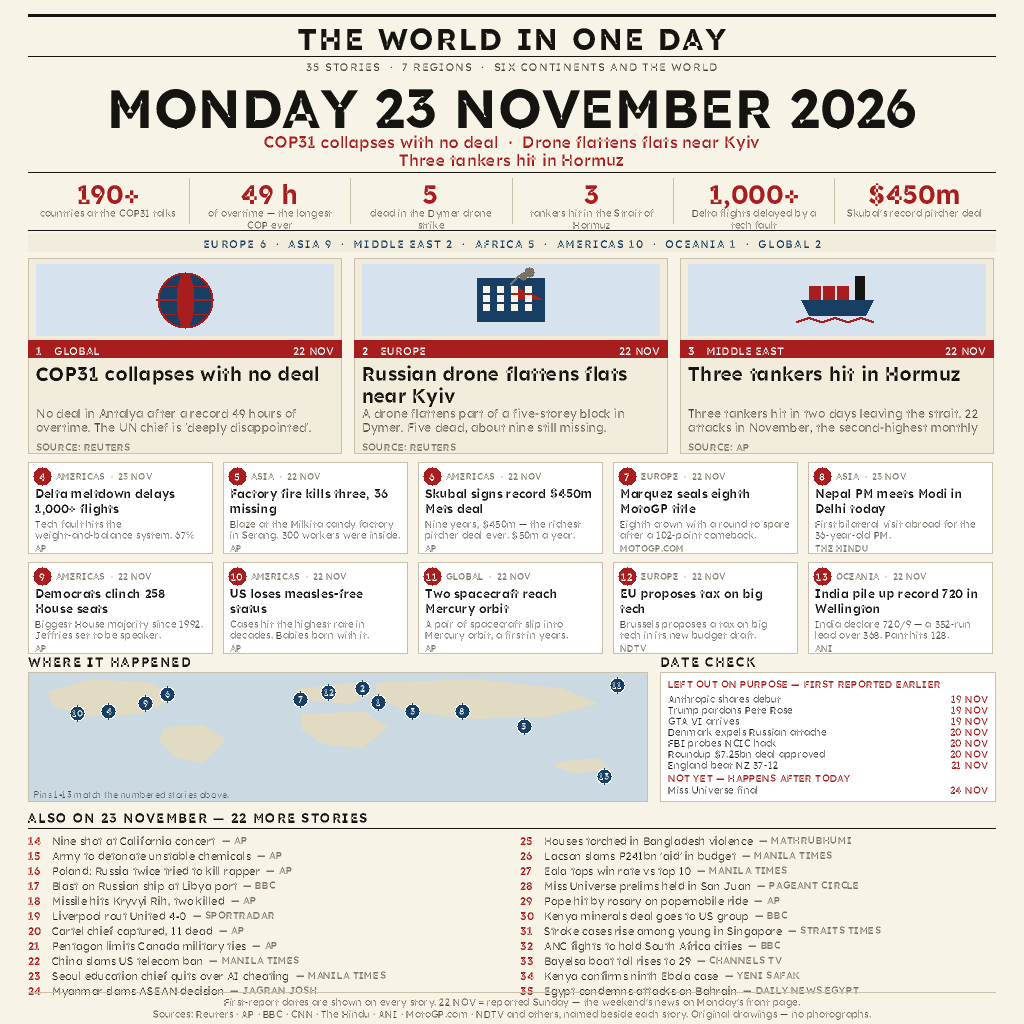 THE WORLD IN ONE DAY
35 STORIES · 7 REGIONS · SIX CONTINENTS AND THE WORLD
MONDAY 23 NOVEMBER 2026
COP31 collapses with no deal · Drone flattens flats near Kyiv
Three tankers hit in Hormuz
190+
countries at the COP31 talks
49 h
of overtime — the longest
COP ever
5
dead in the Dymer drone
strike
3
tankers hit in the Strait of
Hormuz
1,000+
Delta flights delayed by a
tech fault
$450m
Skubal's record pitcher deal
EUROPE 6 · ASIA 9 · MIDDLE EAST 2 · AFRICA 5 · AMERICAS 10 · OCEANIA 1 · GLOBAL 2
1 GLOBAL 22 NOV
COP31 collapses with no deal
No deal in Antalya after a record 49 hours of
overtime. The UN chief is 'deeply disappointed'.
SOURCE: REUTERS
2 EUROPE 22 NOV
Russian drone flattens flats
near Kyiv
A drone flattens part of a five-storey block in
Dymer. Five dead, about nine still missing.
SOURCE: REUTERS
3 MIDDLE EAST 22 NOV
Three tankers hit in Hormuz
Three tankers hit in two days leaving the strait. 22
attacks in November, the second-highest monthly
SOURCE: AP
4 AMERICAS · 23 NOV
Delta meltdown delays
1,000+ flights
Tech fault hits the
weight-and-balance system. 67%
AP
5 ASIA · 22 NOV
Factory fire kills three, 36
missing
Blaze at the Milkita candy factory
in Serang. 300 workers were inside.
AP
6 AMERICAS · 22 NOV
Skubal signs record $450m
Mets deal
Nine years, $450m — the richest
pitcher deal ever. $50m a year.
AP
7 EUROPE · 22 NOV
Marquez seals eighth
MotoGP title
Eighth crown with a round to spare
after a 102-point comeback.
MOTOGP.COM
8 ASIA · 23 NOV
Nepal PM meets Modi in
Delhi today
First bilateral visit abroad for the
36-year-old PM.
THE HINDU
9 AMERICAS · 22 NOV
Democrats clinch 258
House seats
Biggest House majority since 1992.
Jeffries set to be speaker.
AP
10 AMERICAS · 22 NOV
US loses measles-free
status
Cases hit the highest rate in
decades. Babies born with it.
AP
11 GLOBAL · 22 NOV
Two spacecraft reach
Mercury orbit
A pair of spacecraft slip into
Mercury orbit, a first in years.
AP
12 EUROPE · 22 NOV
EU proposes tax on big
tech
Brussels proposes a tax on big
tech in its new budget draft.
NDTV
13 OCEANIA · 22 NOV
India pile up record 720 in
Wellington
India declare 720/9 — a 352-run
lead over 368. Pant hits 128.
ANI
WHERE IT HAPPENED
10
4
9
6
7
12
2
1
3
8
5
11
13
Pins 1-13 match the numbered stories above.
DATE CHECK
LEFT OUT ON PURPOSE — FIRST REPORTED EARLIER
Anthropic shares debut 19 NOV
Trump pardons Pete Rose 19 NOV
GTA VI arrives 19 NOV
Denmark expels Russian attache 20 NOV
FBI probes NCIC hack 20 NOV
Roundup $7.25bn deal approved 20 NOV
England beat NZ 37-12 21 NOV
NOT YET — HAPPENS AFTER TODAY
Miss Universe final 24 NOV
ALSO ON 23 NOVEMBER — 22 MORE STORIES
14 Nine shot at California concert — AP
15 Army to detonate unstable chemicals — AP
16 Poland: Russia twice tried to kill rapper — AP
17 Blast on Russian ship at Libya port — BBC
18 Missile hits Kryvyi Rih, two killed — AP
19 Liverpool rout United 4-0 — SPORTRADAR
20 Cartel chief captured, 11 dead — AP
21 Pentagon limits Canada military ties — AP
22 China slams US telecom ban — MANILA TIMES
23 Seoul education chief quits over AI cheating — MANILA TIMES
24 Myanmar slams ASEAN decision — JAGRAN JOSH
25 Houses torched in Bangladesh violence — MATHRUBHUMI
26 Lacson slams P241bn 'aid' in budget — MANILA TIMES
27 Eala tops win rate vs top 10 — MANILA TIMES
28 Miss Universe prelims held in San Juan — PAGEANT CIRCLE
29 Pope hit by rosary on popemobile ride — AP
30 Kenya minerals deal goes to US group — BBC
31 Stroke cases rise among young in Singapore — STRAITS TIMES
32 ANC fights to hold South Africa cities — BBC
33 Bayelsa boat toll rises to 29 — CHANNELS TV
34 Kenya confirms ninth Ebola case — YENI SAFAK
35 Egypt condemns attacks on Bahrain — DAILY NEWS EGYPT
First-report dates are shown on every story. 22 NOV = reported Sunday — the weekend's news on Monday's front page.
Sources: Reuters · AP · BBC · CNN · The Hindu · ANI · MotoGP.com · NDTV and others, named beside each story. Original drawings — no photographs.